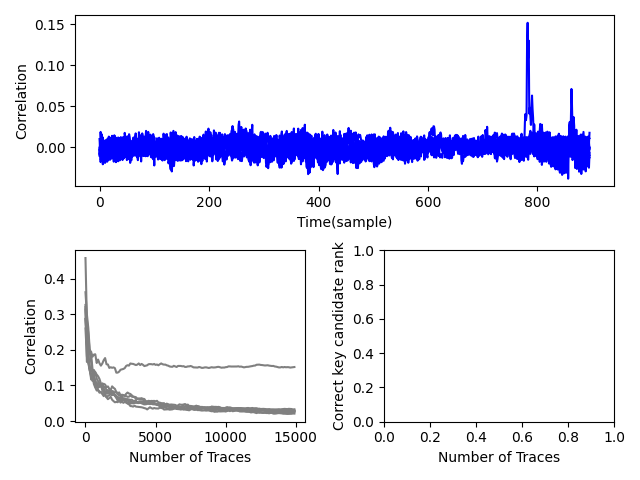 0.15
0.10
0.05
0.00
Correlation
0 200 400 600 800
Time(sample)
0.4
0.3
0.2
0.1
0.0
Correlation
0 5000 10000 15000
Number of Traces
1.0
0.8
0.6
0.4
0.2
0.0
Correct key candidate rank
0.0 0.2 0.4 0.6 0.8 1.0
Number of Traces